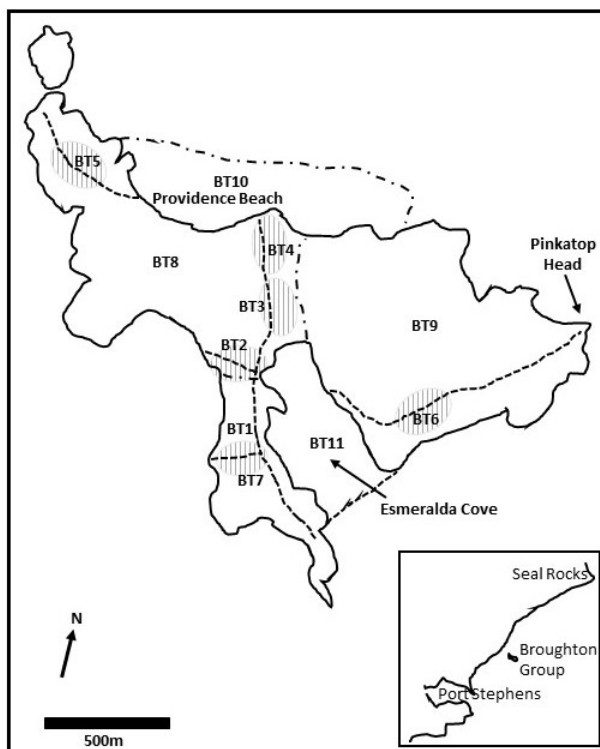 BT5
BT10
Providence Beach
BT4
Pinkatop
Head
BT8
BT3
BT9
BT2
BT6
BT1
BT11
BT7
Esmeralda Cove
Seal Rocks
Broughton
Group
Port Stephens
N
500m